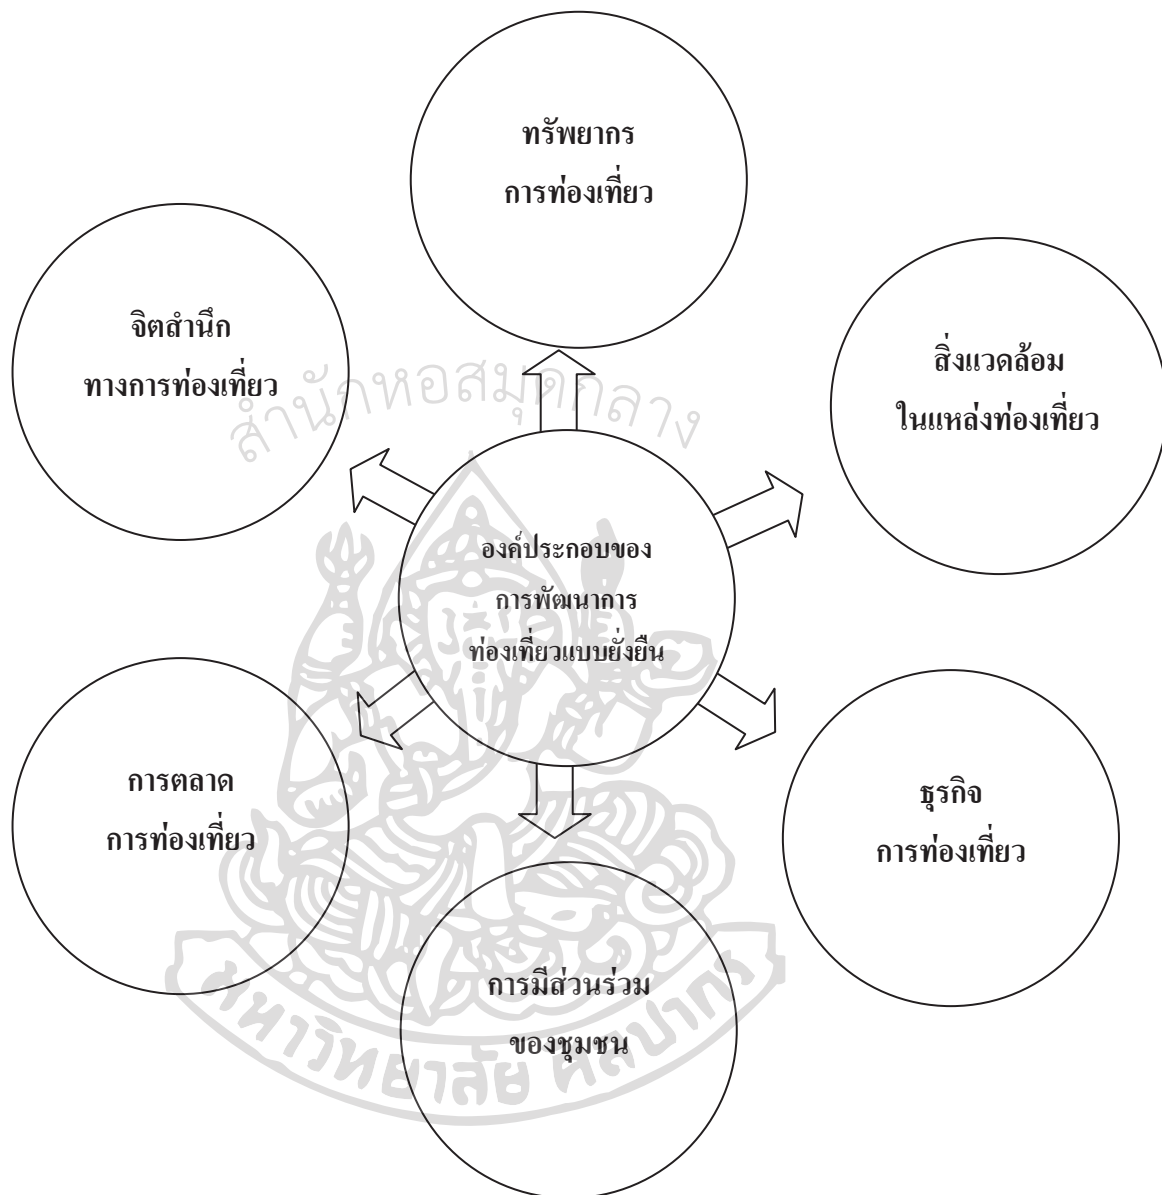 ทรัพยากร
การท่องเที่ยว
จิตสำนึก
ทางการท่องเที่ยว
สิ่งแวดล้อม
ในแหล่งท่องเที่ยว
สำนักหอสมุดกลาง
องค์ประกอบของ
การพัฒนาการ
ท่องเที่ยวแบบยั่งยืน
การตลาด
การท่องเที่ยว
ธุรกิจ
การท่องเที่ยว
การมีส่วนร่วม
ของชุมชน
มหาวิทยาลัย ศิลปากร